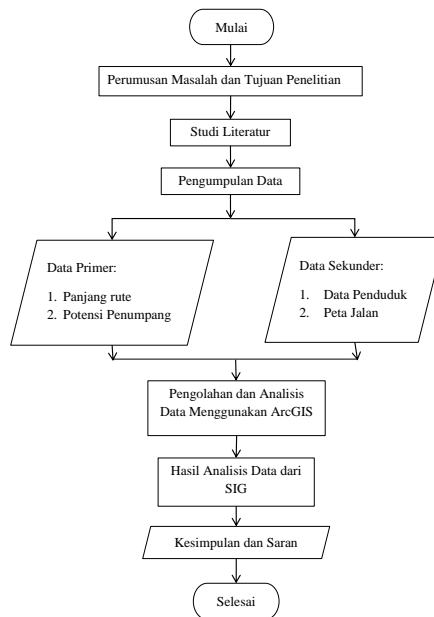 Mulai
Perumusan Masalah dan Tujuan Penelitian
Studi Literatur
Pengumpulan Data
Data Primer:
1. Panjang rute
2. Potensi Penumpang
Data Sekunder:
1. Data Penduduk
2. Peta Jalan
Pengolahan dan Analisis
Data Menggunakan ArcGIS
Hasil Analisis Data dari
SIG
Kesimpulan dan Saran
Selesai